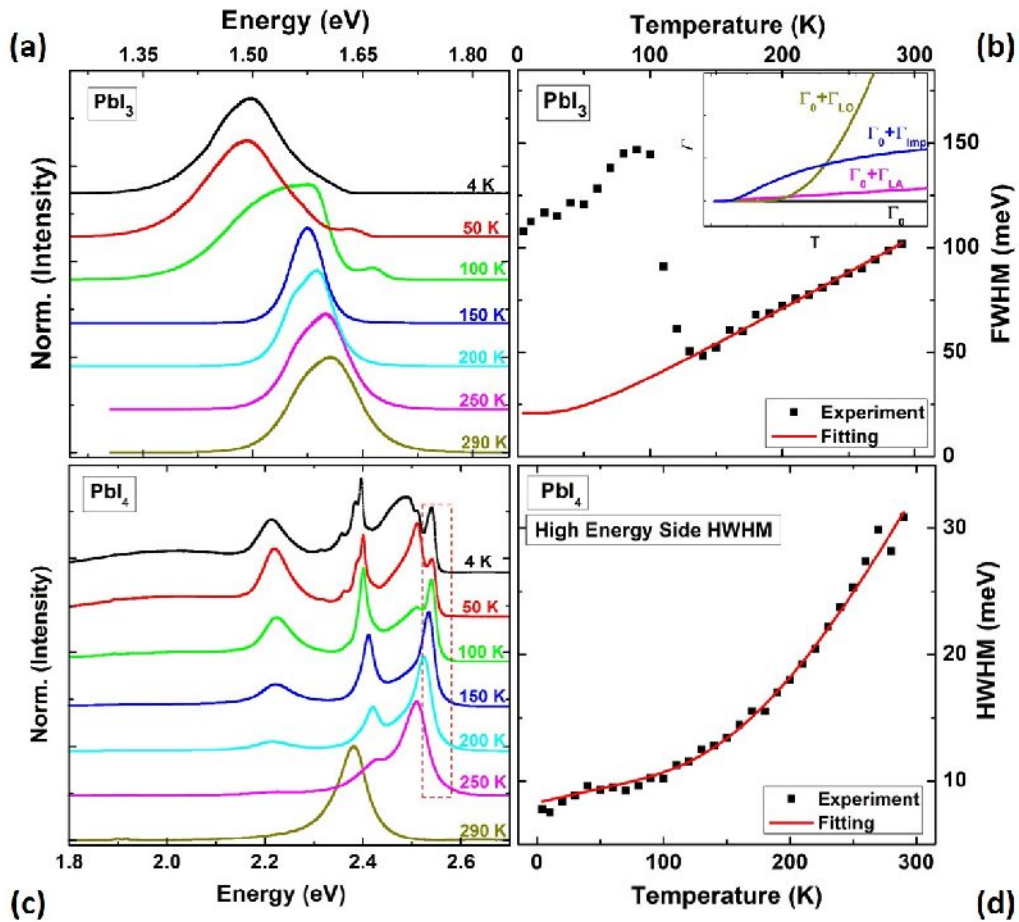 (a)
Energy (eV)
1.35 1.50 1.65 1.80
PbI₃
Norm. (Intensity)
4 K
50 K
100 K
150 K
200 K
250 K
290 K
Temperature (K)
0 100 200 300
(b)
PbI₃
Γ
Γ₀+Γ_LO
Γ₀+Γ_Imp
Γ₀+Γ_LA
Γ₀
T
150
100
50
0
FWHM (meV)
Experiment
Fitting
PbI₄
Norm. (Intensity)
4 K
50 K
100 K
150 K
200 K
250 K
290 K
1.8 2.0 2.2 2.4 2.6
Energy (eV)
(c)
PbI₄
High Energy Side HWHM
30
20
10
HWHM (meV)
Experiment
Fitting
0 100 200 300
Temperature (K)
(d)